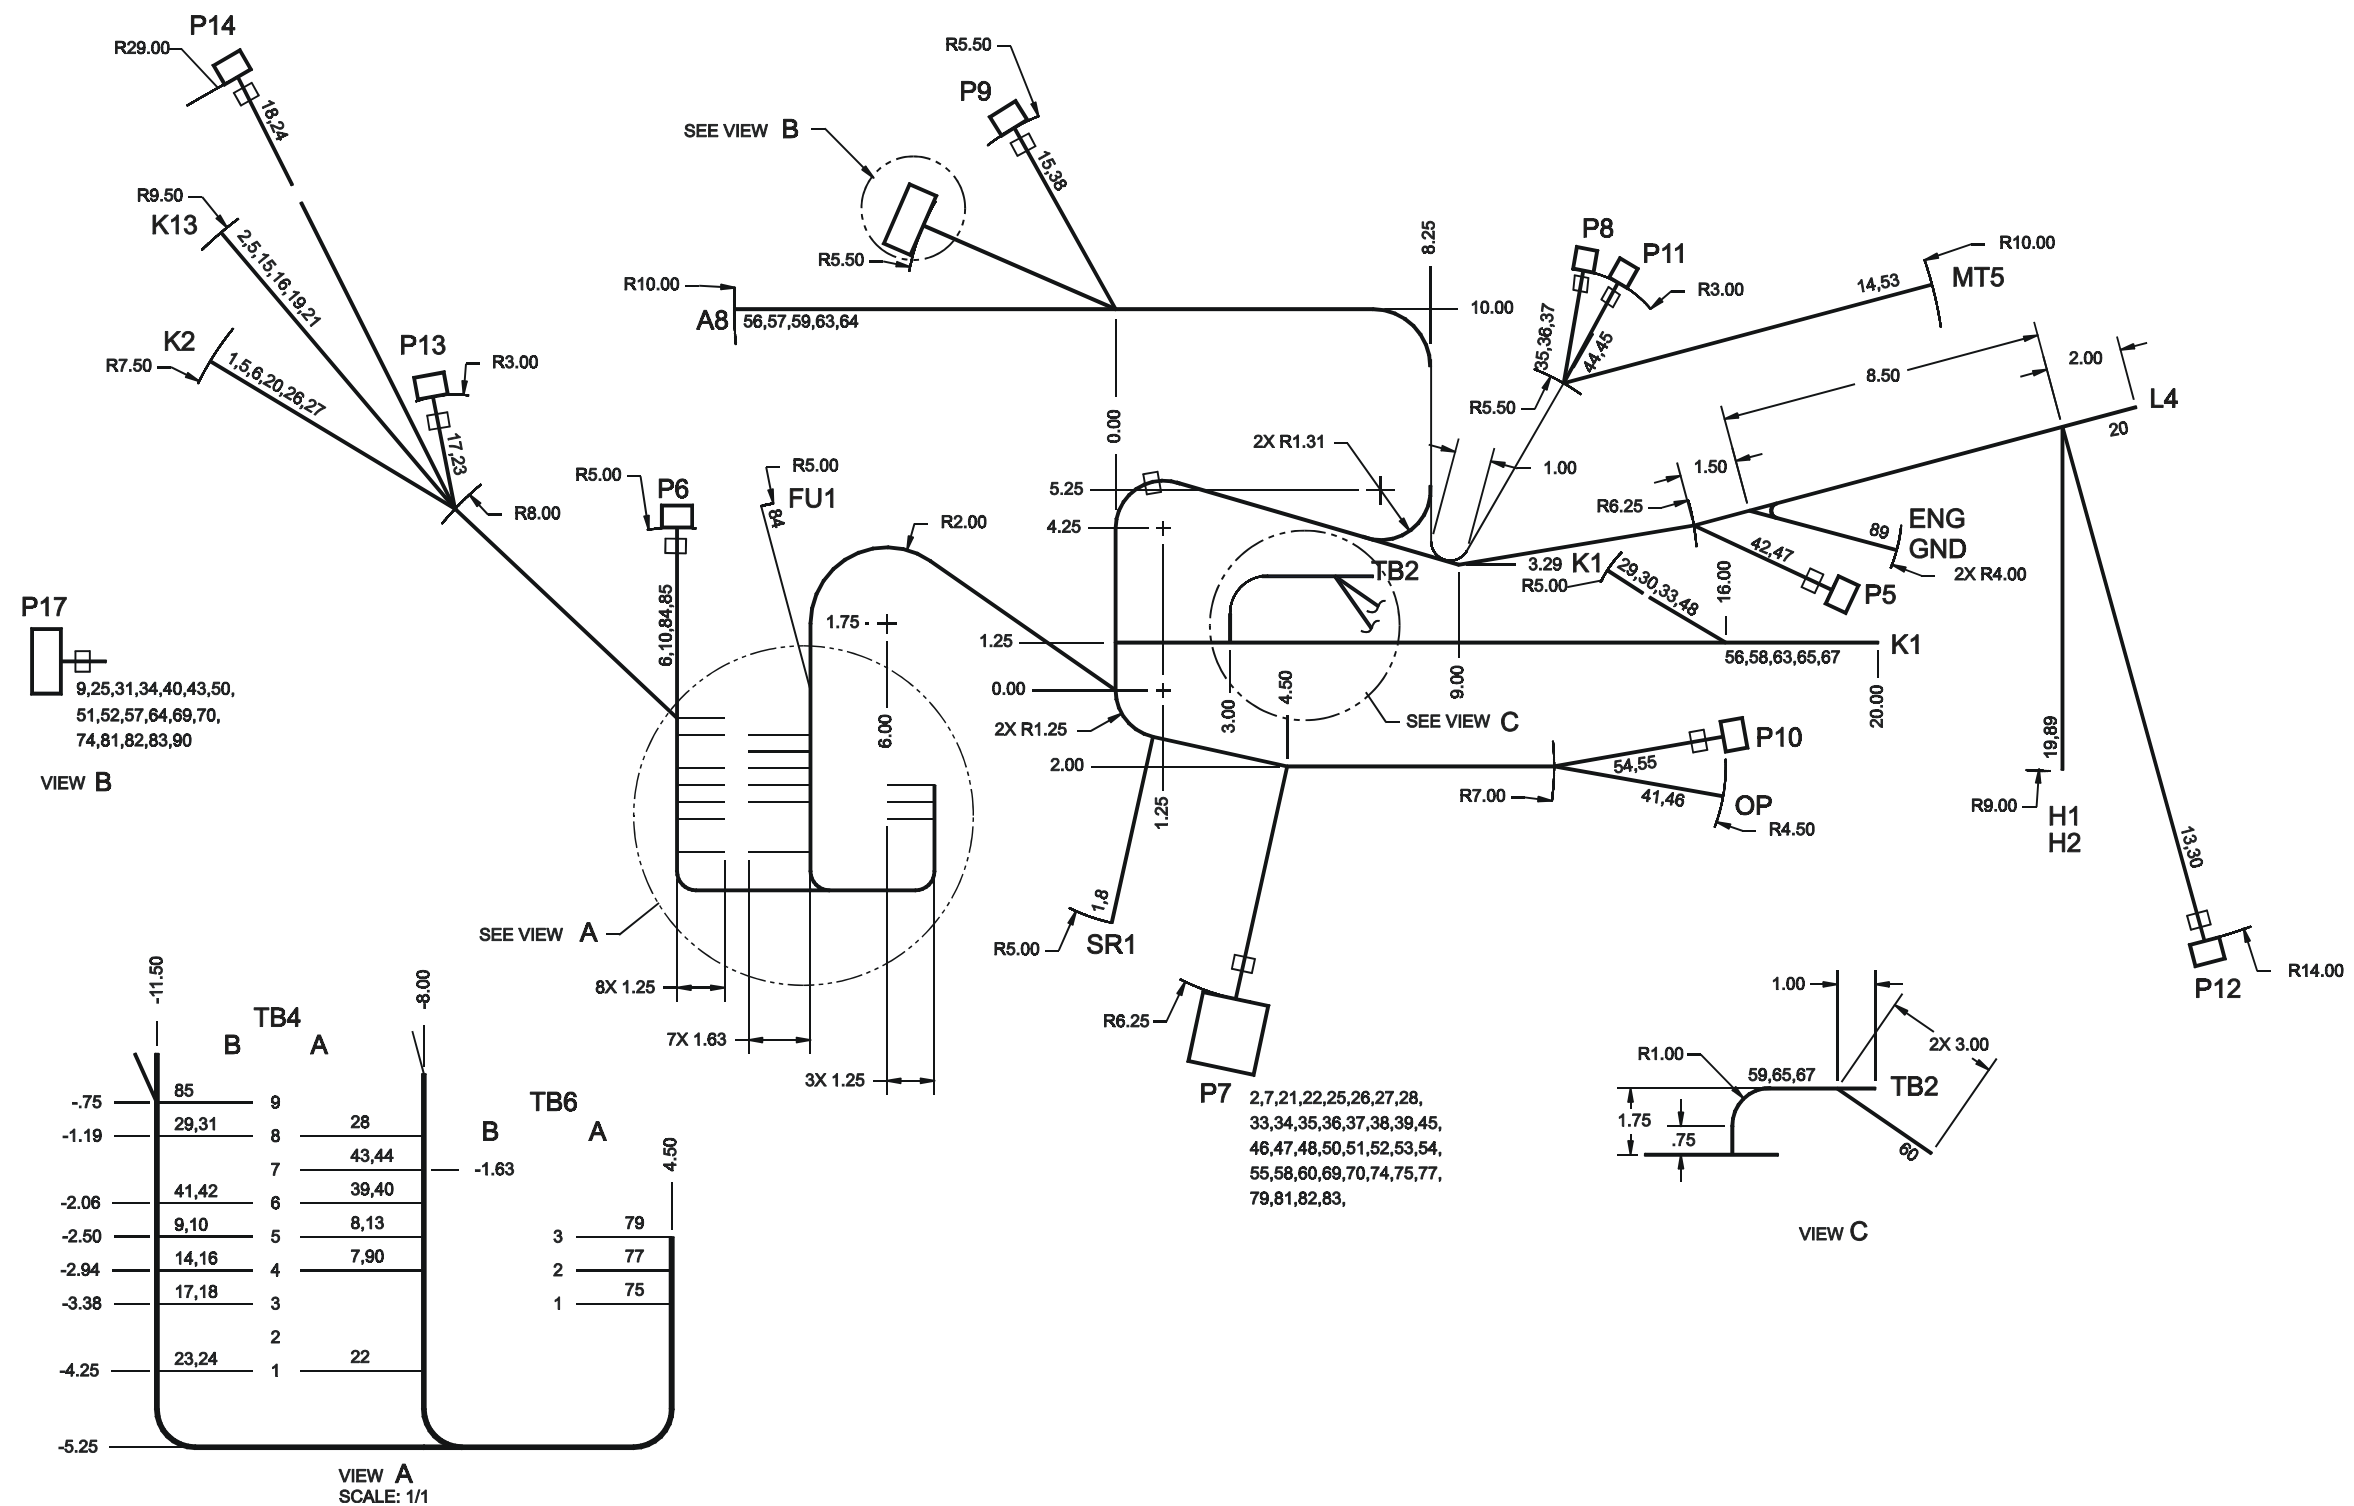 P14
R29.00
18,24
R9.50
K13
2,5,15,16,19,21
K2
R7.50
1,5,6,20,26,27
P13
R3.00
17,23
R8.00
R5.50
P9
15,38
SEE VIEW B
R5.50
R10.00
A8
56,57,59,63,64
8.25
10.00
0.00
P8
P11
R3.00
35,36,37
44,45
R5.50
R10.00
MT5
14,53
8.50
2.00
L4
20
2X R1.31
1.00
1.50
R6.25
5.25
4.25
R5.00
P6
6,10,84,85
R5.00
FU1
84
R2.00
1.75
6.00
TB2
3.29
K1
R5.00
29,30,33,48
16.00
42,47
P5
89
ENG
GND
2X R4.00
1.25
0.00
2X R1.25
2.00
1.25
3.00
4.50
9.00
SEE VIEW C
56,58,63,65,67
K1
20.00
P10
54,55
41,46
OP
R7.00
R4.50
19,89
R9.00
H1
H2
13,30
P12
R14.00
P17
9,25,31,34,40,43,50,
51,52,57,64,69,70,
74,81,82,83,90
VIEW B
SEE VIEW A
8X 1.25
7X 1.63
3X 1.25
1,8
R5.00
SR1
R6.25
P7
2,7,21,22,25,26,27,28,
33,34,35,36,37,38,39,45,
46,47,48,50,51,52,53,54,
55,58,60,69,70,74,75,77,
79,81,82,83,
-11.50
-8.00
TB4
B A
-.75 85 9
-1.19 29,31 8 28
7 43,44 -1.63
-2.06 41,42 6 39,40
-2.50 9,10 5 8,13
-2.94 14,16 4 7,90
-3.38 17,18 3
2
-4.25 23,24 1 22
-5.25
TB6
B A
4.50
3 79
2 77
1 75
VIEW A
SCALE: 1/1
1.00
R1.00
2X 3.00
59,65,67
TB2
1.75
.75
60
VIEW C